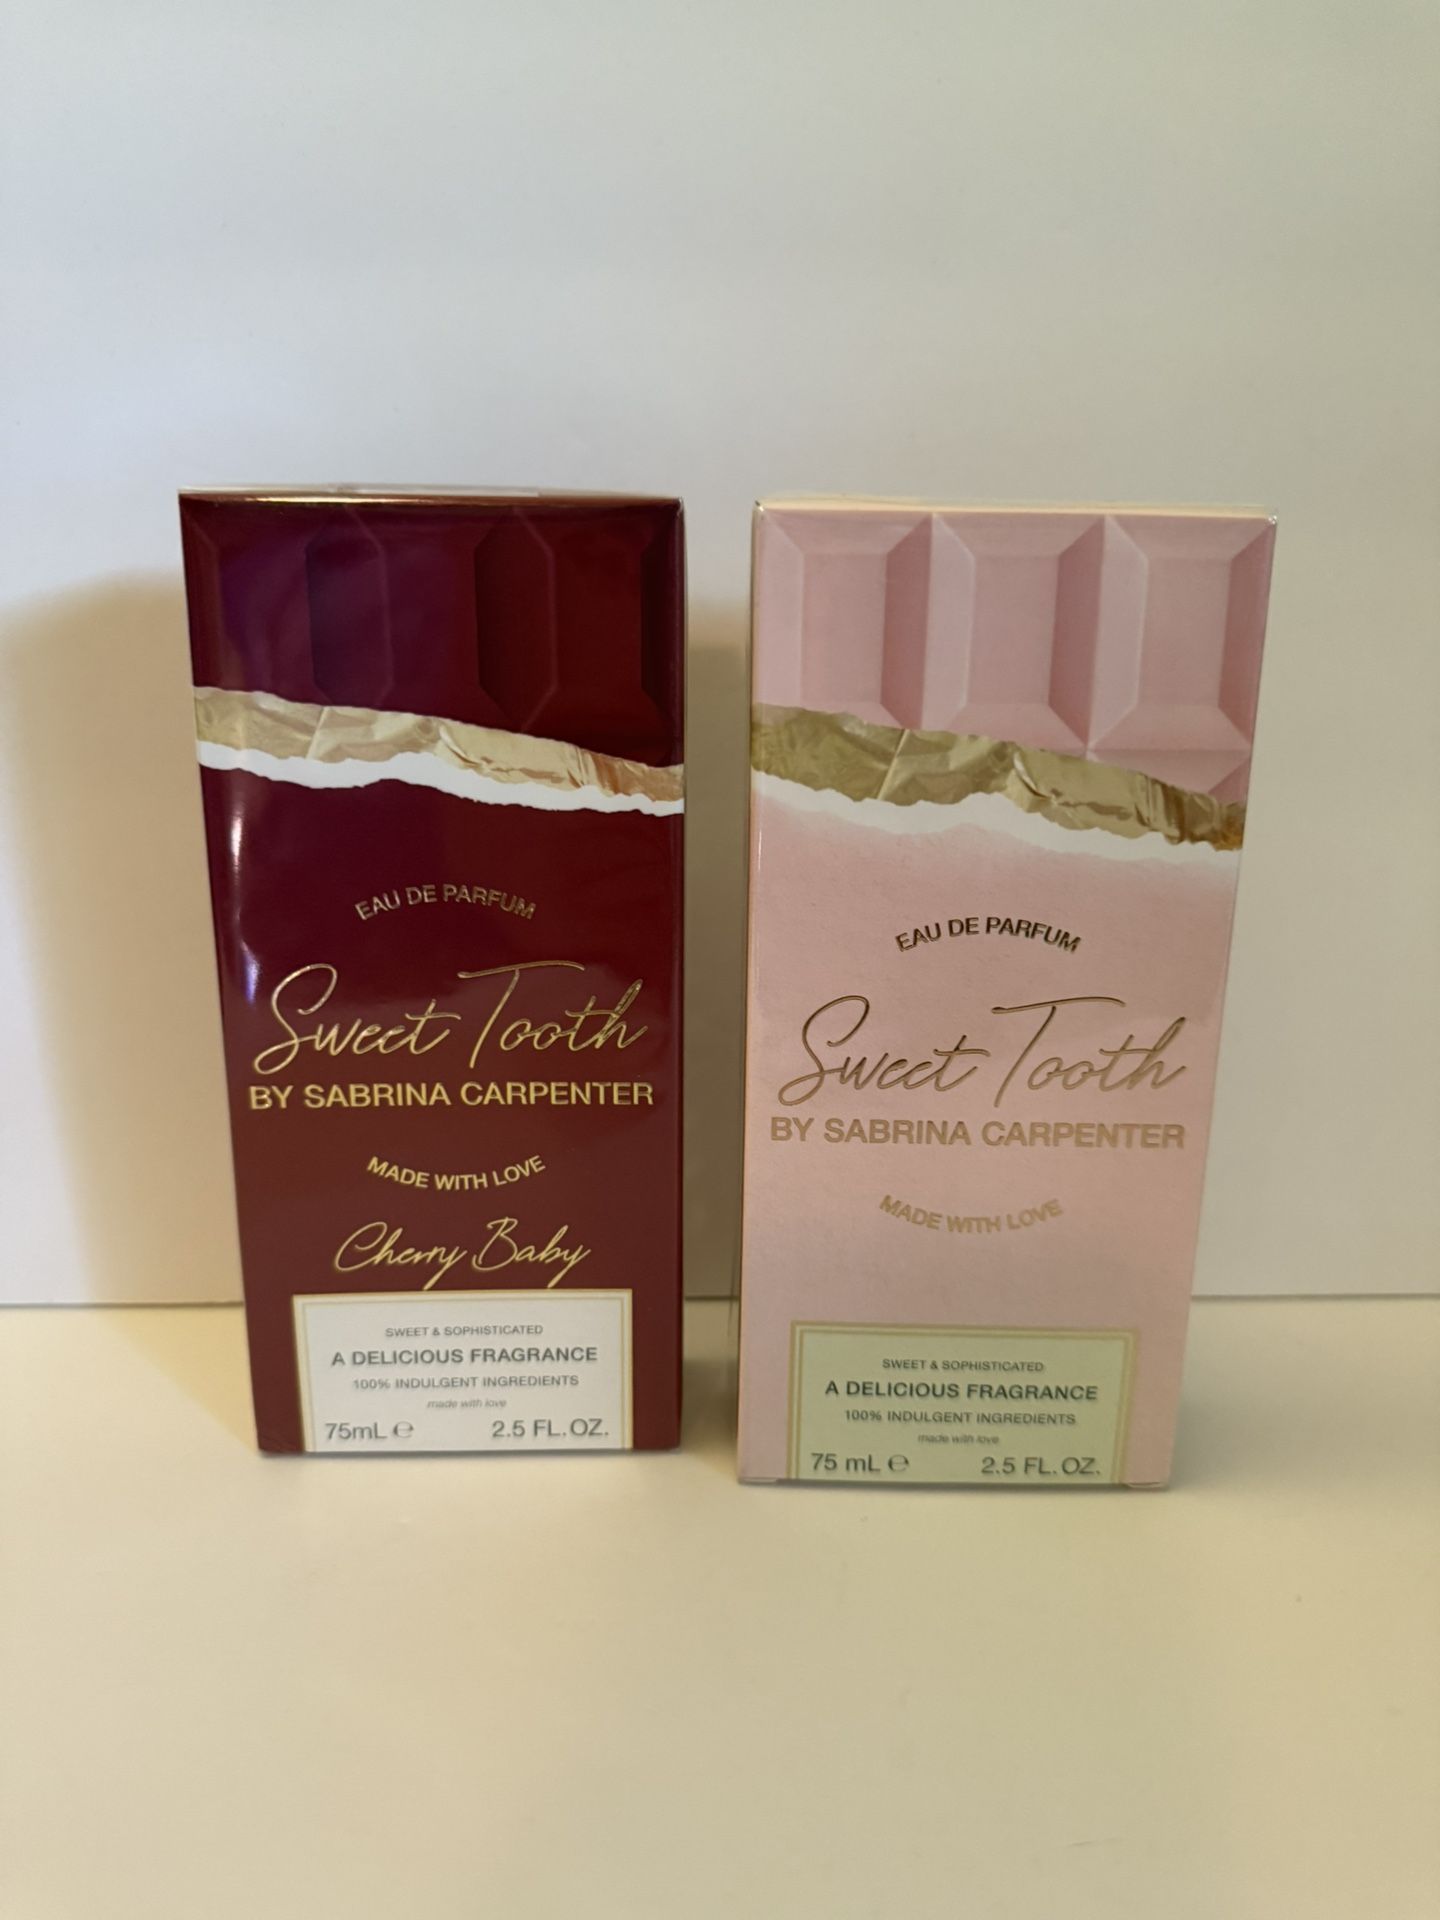 EAU DE PARFUM
Sweet Tooth
BY SABRINA CARPENTER
MADE WITH LOVE
Cherry Baby
SWEET & SOPHISTICATED
A DELICIOUS FRAGRANCE
100% INDULGENT INGREDIENTS
made with love
75mL ℮ 2.5 FL.OZ.
EAU DE PARFUM
Sweet Tooth
BY SABRINA CARPENTER
MADE WITH LOVE
SWEET & SOPHISTICATED
A DELICIOUS FRAGRANCE
100% INDULGENT INGREDIENTS
made with love
75 mL ℮ 2.5 FL.OZ.